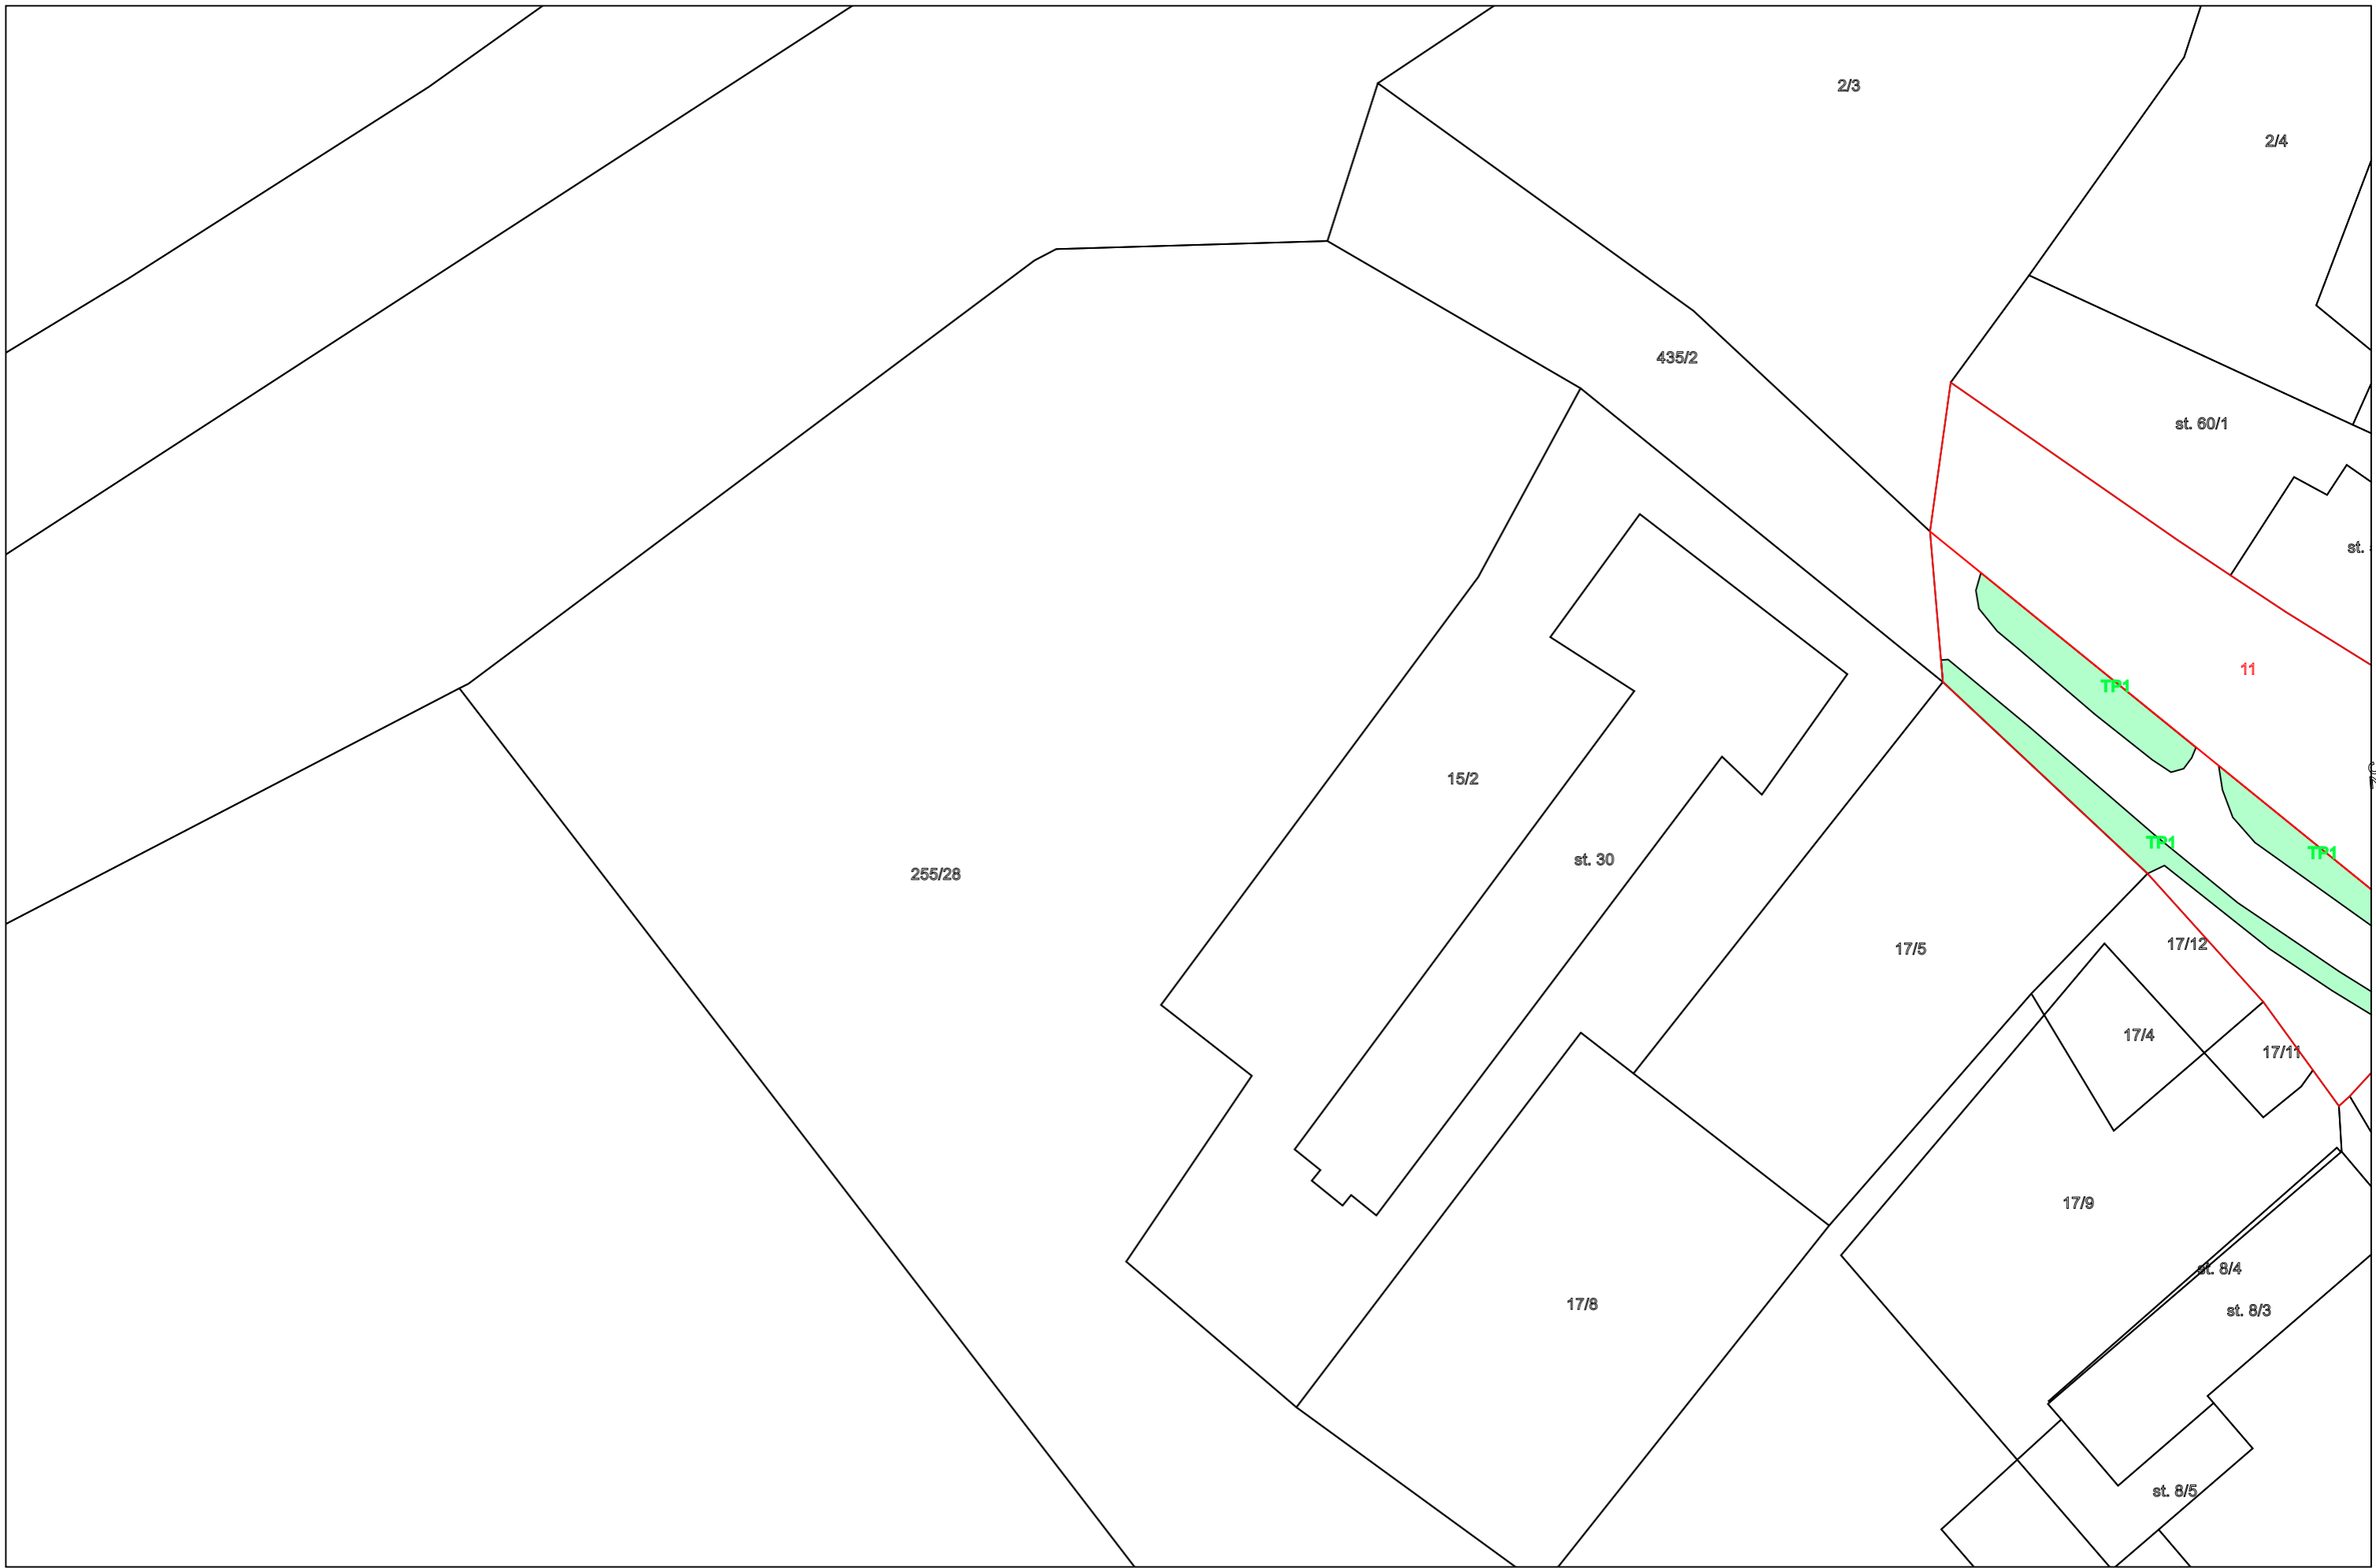 2/3
2/4
435/2
st. 60/1
st.
11
TP1
15/2
TP1
TP1
st. 30
255/28
17/12
17/5
17/4
17/11
17/9
st. 8/4
17/8
st. 8/3
st. 8/5